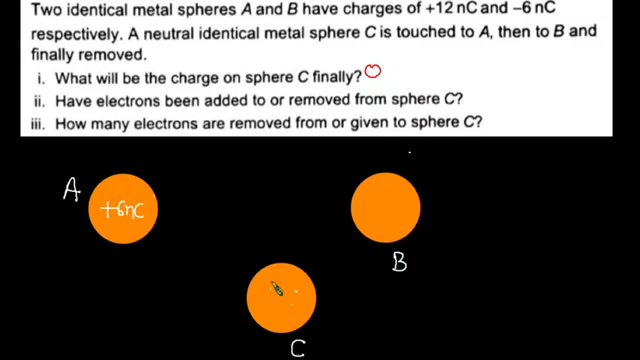 Two identical metal spheres A and B have charges of +12 nC and –6 nC
respectively. A neutral identical metal sphere C is touched to A, then to B and
finally removed.
i. What will be the charge on sphere C finally?
ii. Have electrons been added to or removed from sphere C?
iii. How many electrons are removed from or given to sphere C?
A
+6nC
B
C